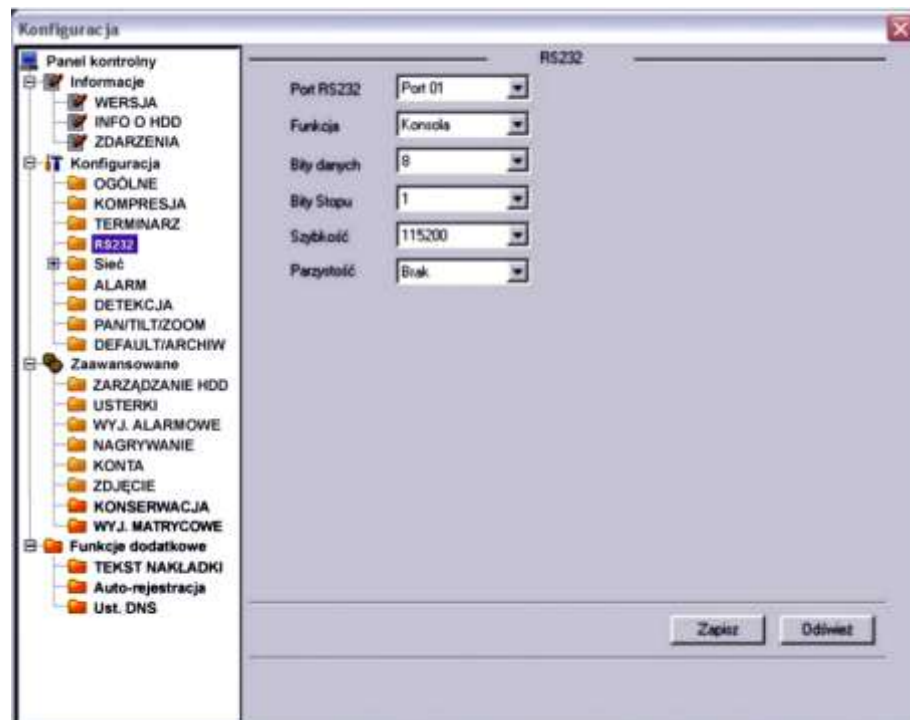 Konfiguracja
Panel kontrolny
Informacje
WERSJA
INFO O HDD
ZDARZENIA
Konfiguracja
OGÓLNE
KOMPRESJA
TERMINARZ
RS232
Sieć
ALARM
DETEKCJA
PAN/TILT/ZOOM
DEFAULT/ARCHIW
Zaawansowane
ZARZĄDZANIE HDD
USTERKI
WYJ. ALARMOWE
NAGRYWANIE
KONTA
ZDJĘCIE
KONSERWACJA
WYJ. MATRYCOWE
Funkcje dodatkowe
TEKST NAKŁADKI
Auto-rejestracja
Ust. DNS
RS232
Port RS232 Port 01
Funkcja Konsola
Bity danych 8
Bity Stopu 1
Szybkość 115200
Parzystość Brak
Zapisz Odśwież